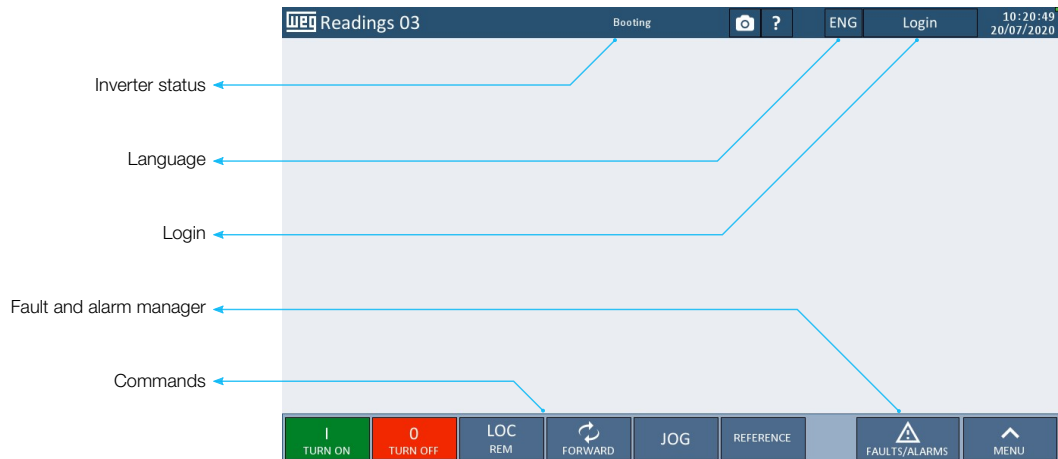 WEG Readings 03 Booting ? ENG Login 10:20:49
20/07/2020
Inverter status
Language
Login
Fault and alarm manager
Commands
I
TURN ON
0
TURN OFF
LOC
REM
FORWARD
JOG
REFERENCE
FAULTS/ALARMS
MENU